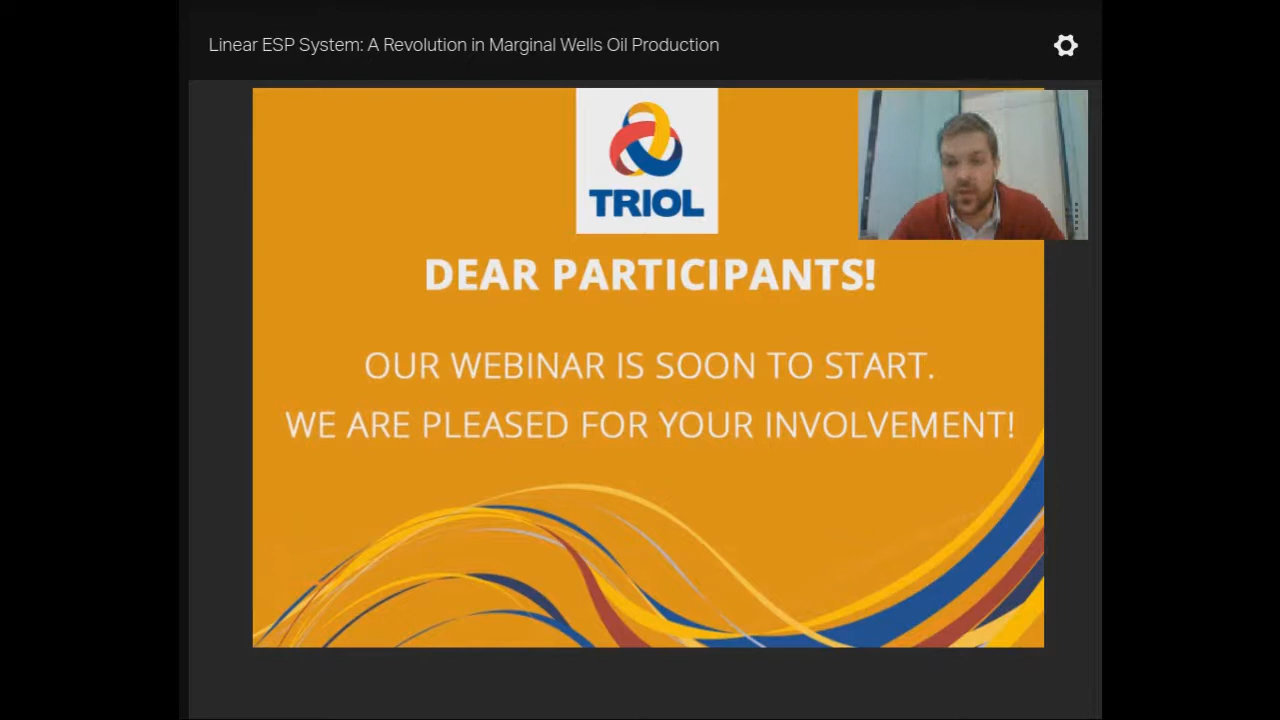 Linear ESP System: A Revolution in Marginal Wells Oil Production
TRIOL
DEAR PARTICIPANTS!
OUR WEBINAR IS SOON TO START.
WE ARE PLEASED FOR YOUR INVOLVEMENT!